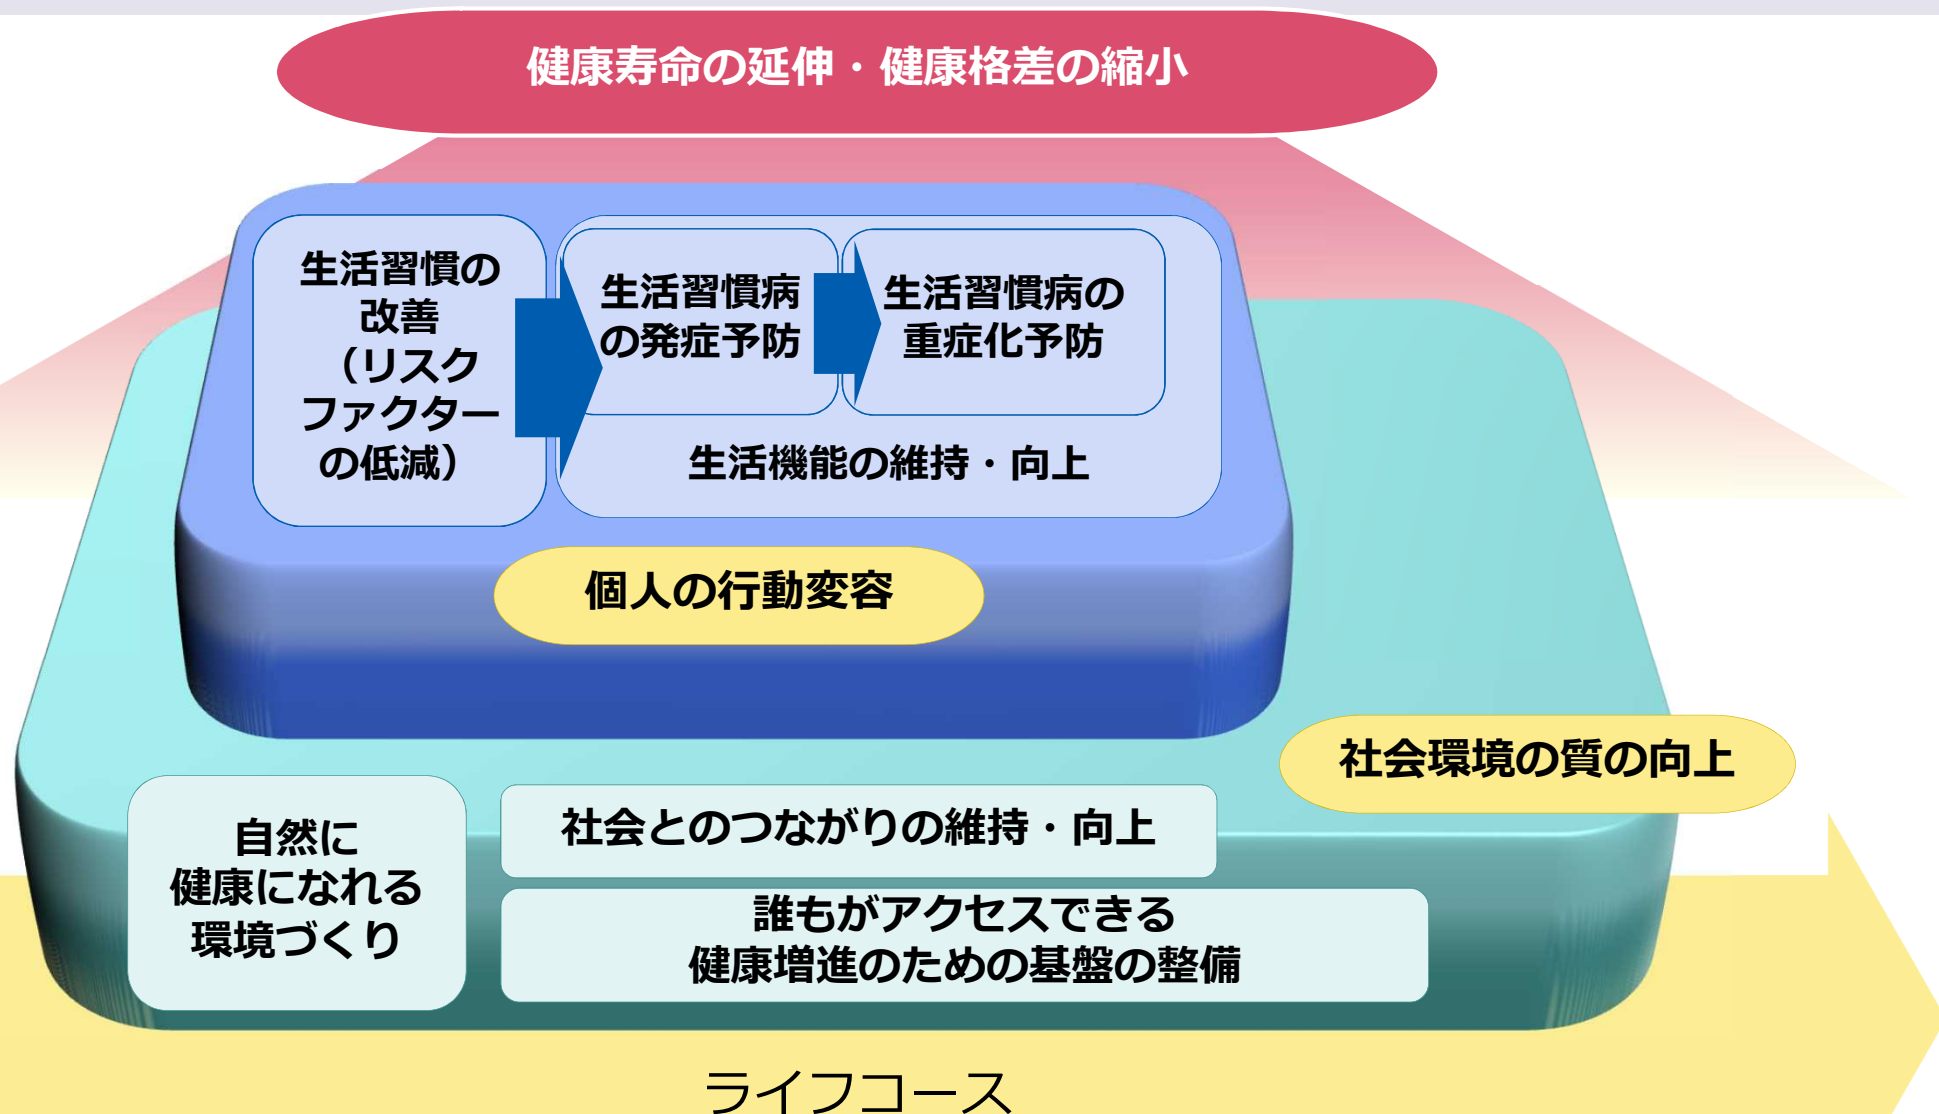 健康寿命の延伸・健康格差の縮小
生活習慣の
改善
（リスク
ファクター
の低減）
生活習慣病
の発症予防
生活習慣病の
重症化予防
生活機能の維持・向上
個人の行動変容
社会環境の質の向上
自然に
健康になれる
環境づくり
社会とのつながりの維持・向上
誰もがアクセスできる
健康増進のための基盤の整備
ライフコース